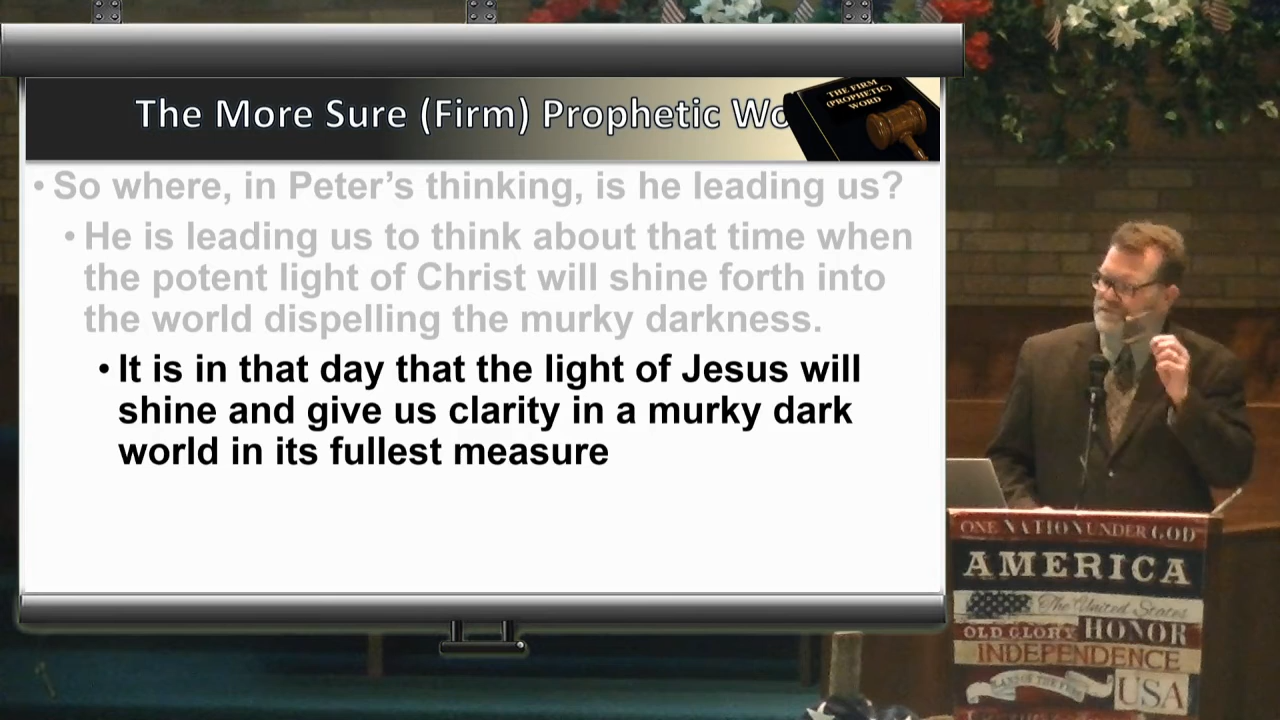 The More Sure (Firm) Prophetic Wo
THE FIRM
(PROPHETIC)
WORD
• So where, in Peter’s thinking, is he leading us?
• He is leading us to think about that time when
the potent light of Christ will shine forth into
the world dispelling the murky darkness.
• It is in that day that the light of Jesus will
shine and give us clarity in a murky dark
world in its fullest measure
ONE NATION UNDER GOD
AMERICA
The United States
OLD GLORY HONOR
INDEPENDENCE
LAND OF THE FREE
USA